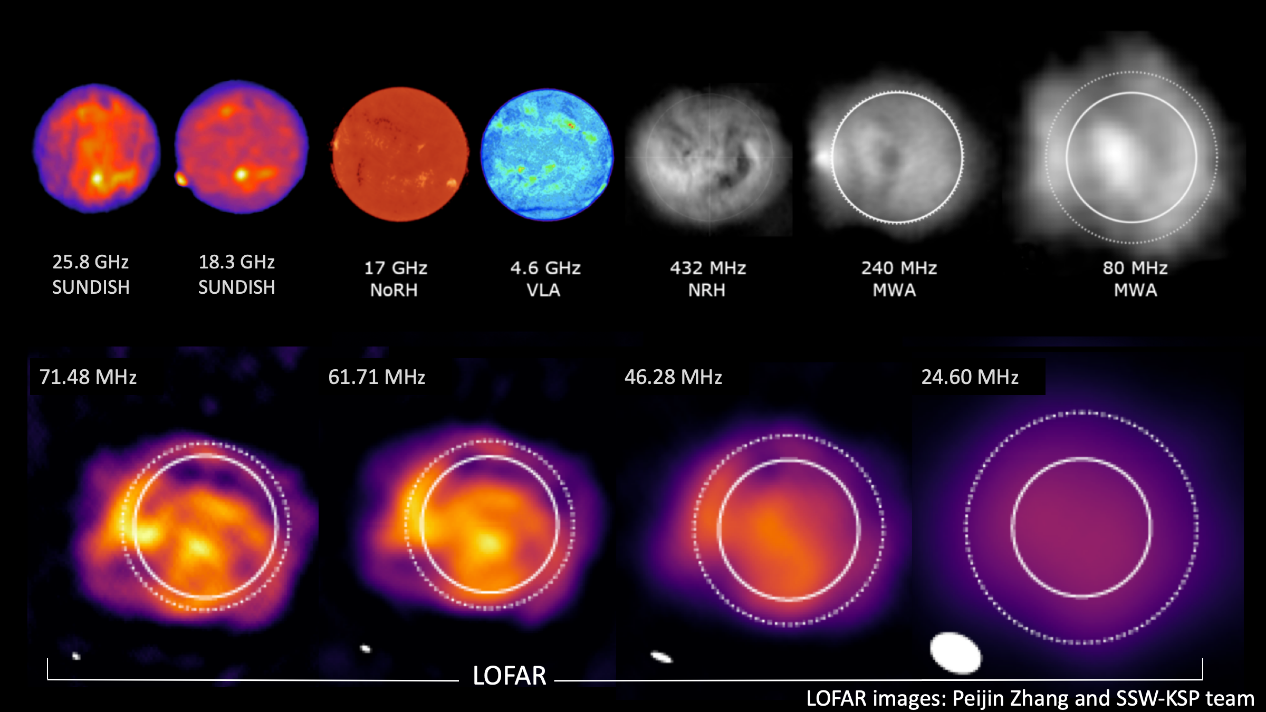 25.8 GHz
SUNDISH
18.3 GHz
SUNDISH
17 GHz
NoRH
4.6 GHz
VLA
432 MHz
NRH
240 MHz
MWA
80 MHz
MWA
71.48 MHz
61.71 MHz
46.28 MHz
24.60 MHz
LOFAR
LOFAR images: Peijin Zhang and SSW-KSP team